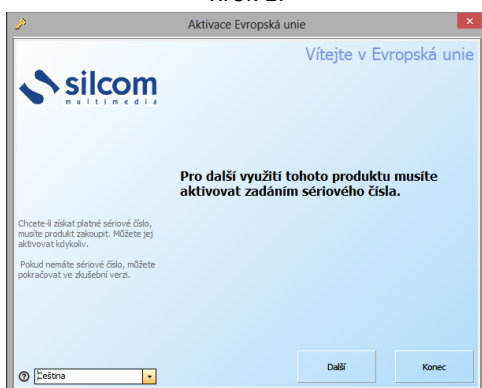 Aktivace Evropská unie
Vítejte v Evropská unie
silcom
multimedia
Pro další využití tohoto produktu musíte
aktivovat zadáním sériového čísla.
Chcete-li získat platné sériové číslo,
musíte produkt zakoupit. Můžete jej
aktivovat kdykoliv.
Pokud nemáte sériové číslo, můžete
pokračovat ve zkušební verzi.
Čeština
Další
Konec